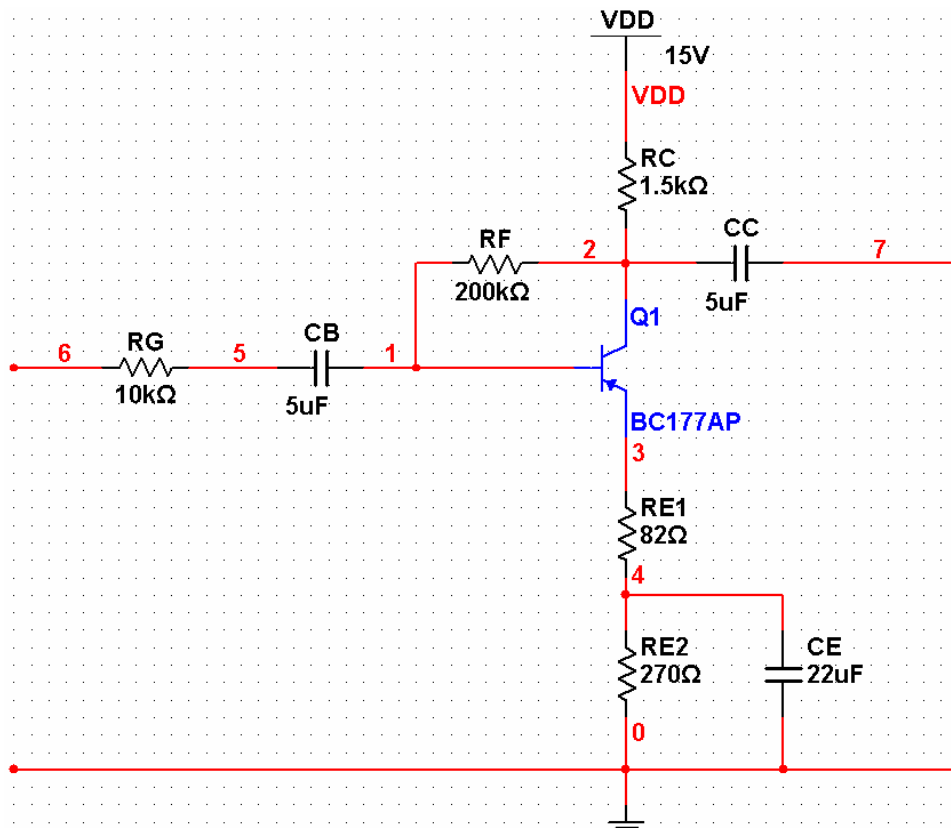 VDD
15V
VDD
RC
1.5kΩ
RF
200kΩ
2
CC
5uF
7
Q1
6
RG
10kΩ
5
CB
5uF
1
BC177AP
3
RE1
82Ω
4
RE2
270Ω
CE
22uF
0